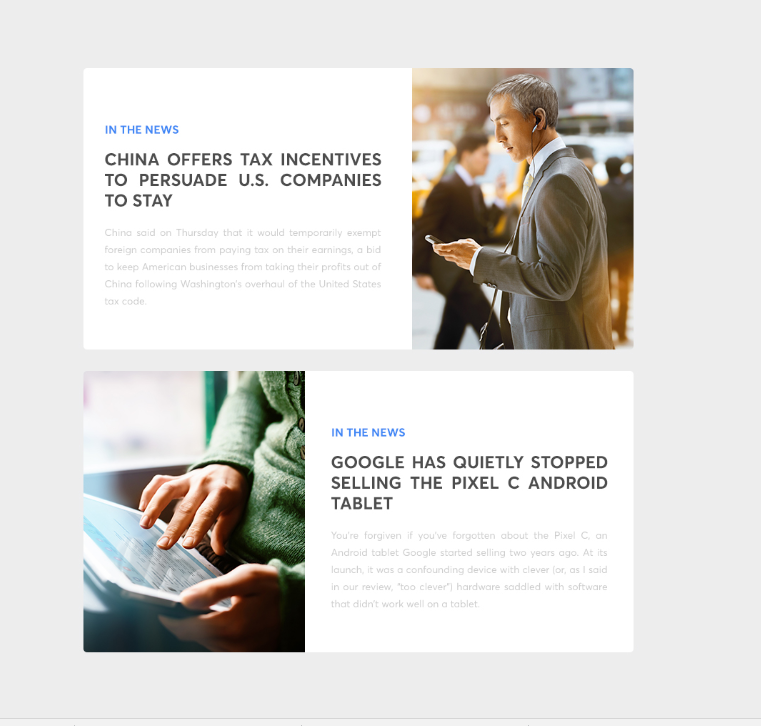 IN THE NEWS
CHINA OFFERS TAX INCENTIVES
TO PERSUADE U.S. COMPANIES
TO STAY
China said on Thursday that it would temporarily exempt
foreign companies from paying tax on their earnings, a bid
to keep American businesses from taking their profits out of
China following Washington's overhaul of the United States
tax code.
IN THE NEWS
GOOGLE HAS QUIETLY STOPPED
SELLING THE PIXEL C ANDROID
TABLET
You're forgiven if you've forgotten about the Pixel C, an
Android tablet Google started selling two years ago. At its
launch, it was a confounding device with clever (or, as I said
in our review, "too clever") hardware saddled with software
that didn't work well on a tablet.